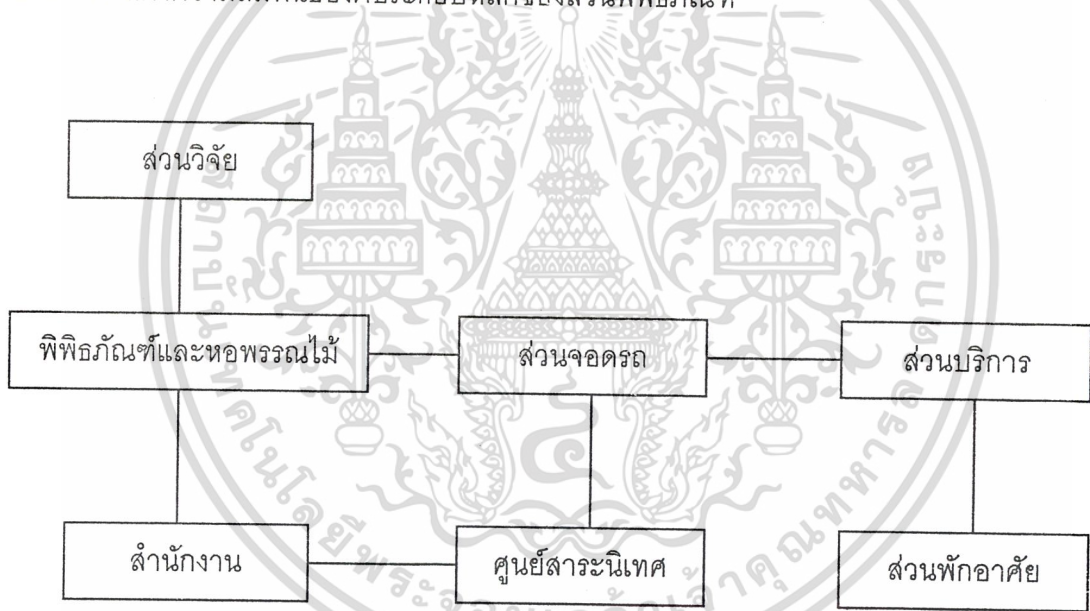 ส่วนวิจัย
พิพิธภัณฑ์และหอพรรณไม้
ส่วนจอดรถ
ส่วนบริการ
สำนักงาน
ศูนย์สาระนิเทศ
ส่วนพักอาศัย